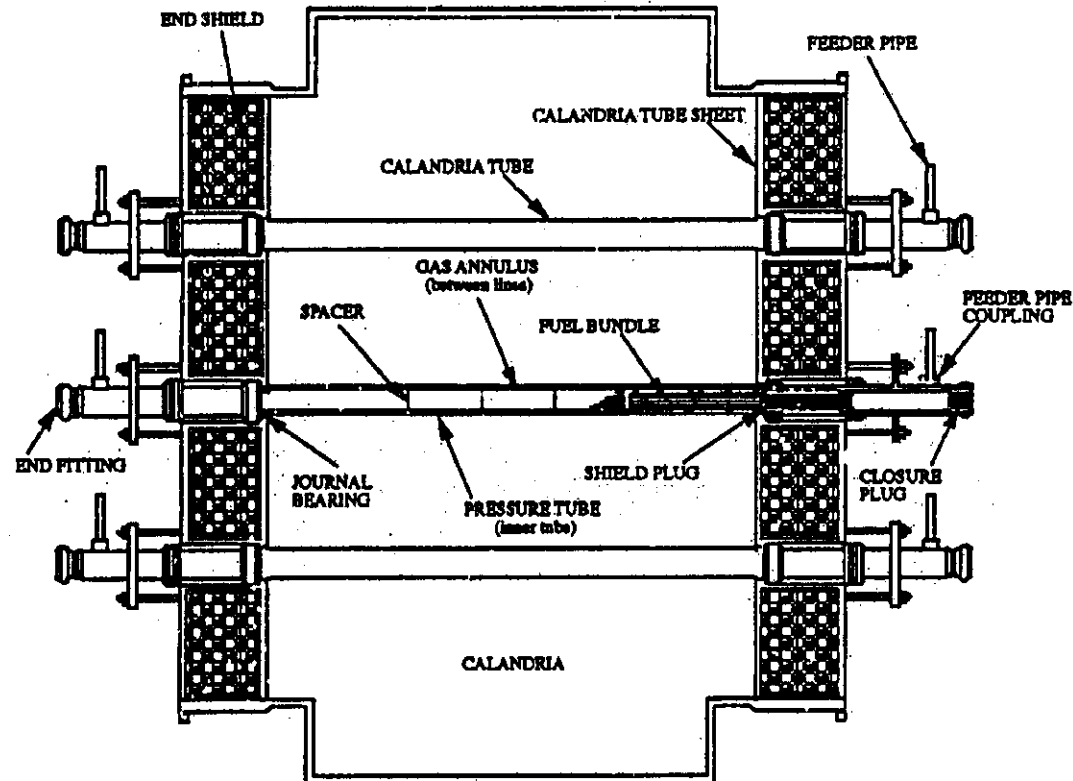 END SHIELD
FEEDER PIPE
CALANDRIA TUBE SHEET
CALANDRIA TUBE
GAS ANNULUS
(between lines)
SPACER
FUEL BUNDLE
FEEDER PIPE
COUPLING
END FITTING
JOURNAL
BEARING
SHIELD PLUG
CLOSURE
PLUG
PRESSURE TUBE
(inner tube)
CALANDRIA